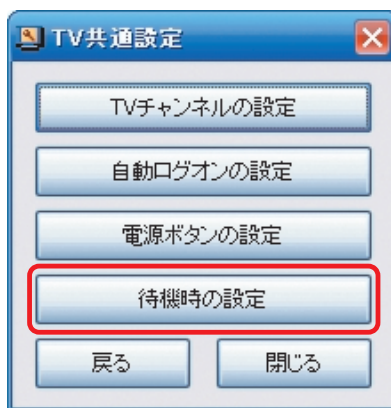 TV共通設定
TVチャンネルの設定
自動ログオンの設定
電源ボタンの設定
待機時の設定
戻る
閉じる